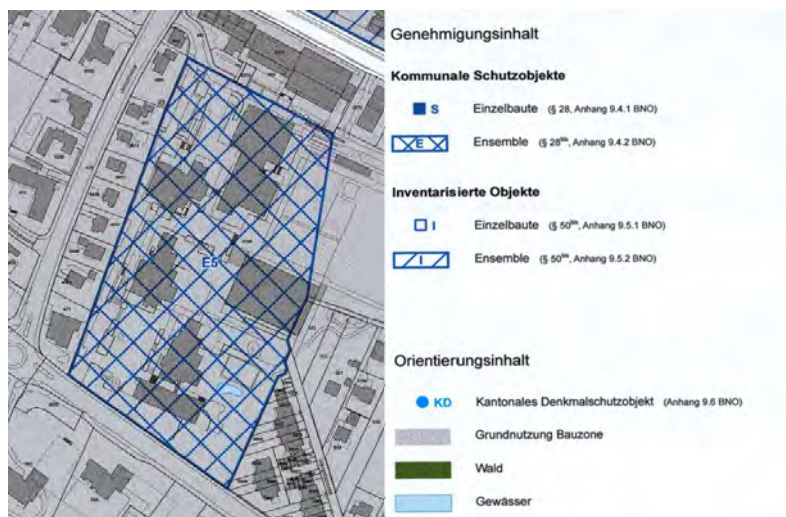 E5
Genehmigungsinhalt
Kommunale Schutzobjekte
S Einzelbaute (§ 28, Anhang 9.4.1 BNO)
E Ensemble (§ 28bis, Anhang 9.4.2 BNO)
Inventarisierte Objekte
I Einzelbaute (§ 50bis, Anhang 9.5.1 BNO)
I Ensemble (§ 50bis, Anhang 9.5.2 BNO)
Orientierungsinhalt
KD Kantonales Denkmalschutzobjekt (Anhang 9.6 BNO)
Grundnutzung Bauzone
Wald
Gewässer